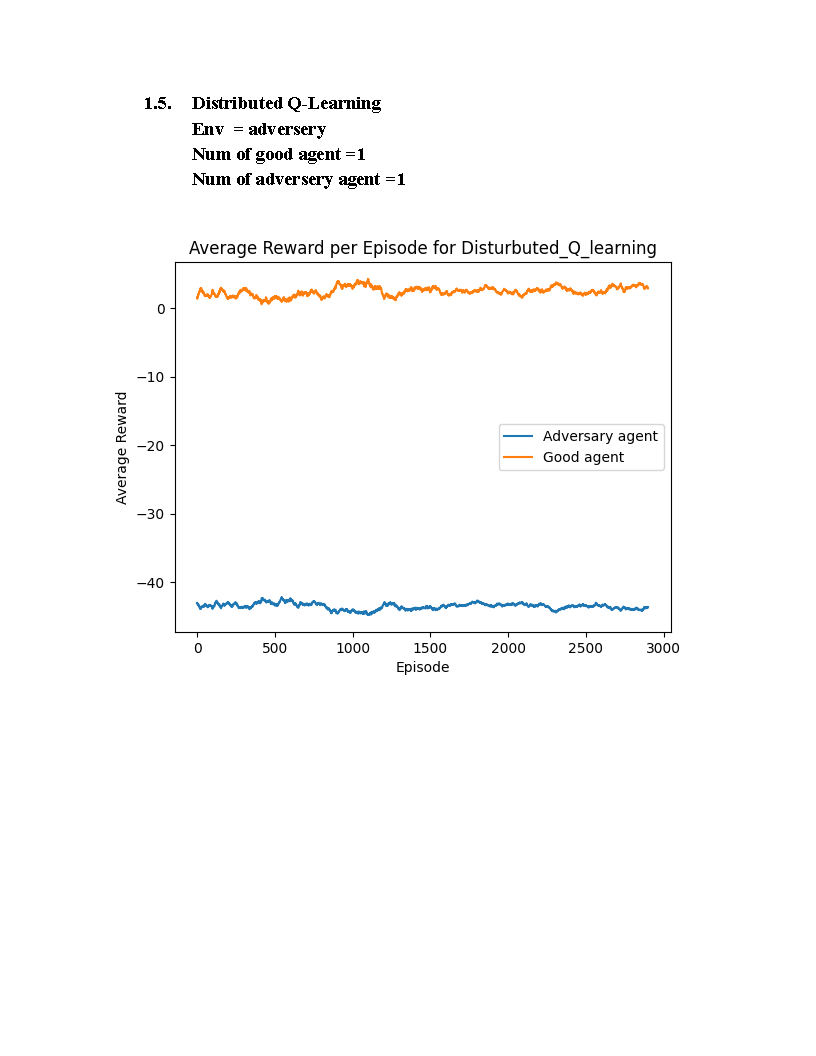 1.5. Distributed Q-Learning
Env = adversery
Num of good agent =1
Num of adversery agent =1
Average Reward per Episode for Disturbuted_Q_learning
Average Reward
0
−10
−20
−30
−40
Adversary agent
Good agent
0 500 1000 1500 2000 2500 3000
Episode